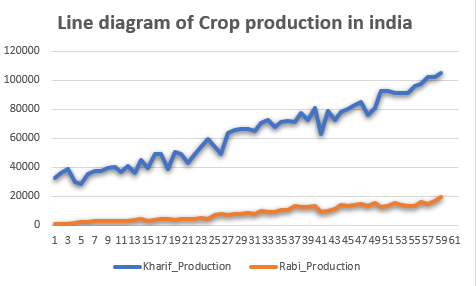 Line diagram of Crop production in india
120000
100000
80000
60000
40000
20000
0
1 3 5 7 9 11 13 15 17 19 21 23 25 27 29 31 33 35 37 39 41 43 45 47 49 51 53 55 57 59 61
Kharif_Production Rabi_Production